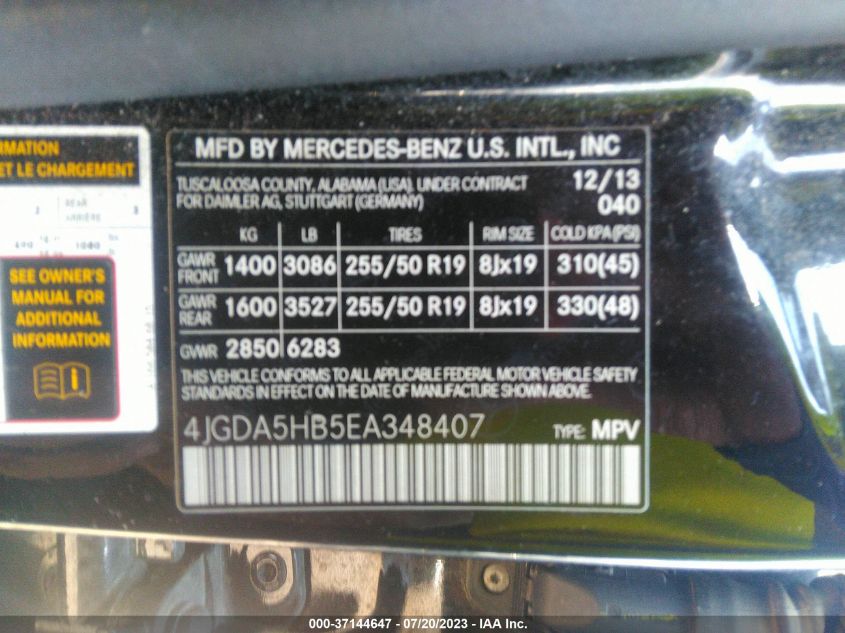 RMATION
ET LE CHARGEMENT
REAR
ARRIÈRE
SEE OWNER'S
MANUAL FOR
ADDITIONAL
INFORMATION
MFD BY MERCEDES-BENZ U.S. INTL., INC
TUSCALOOSA COUNTY, ALABAMA (USA), UNDER CONTRACT 12/13
FOR DAIMLER AG, STUTTGART (GERMANY) 040
KG LB TIRES RIM SIZE COLD KPA (PSI)
GAWR FRONT 1400 3086 255/50 R19 8Jx19 310(45)
GAWR REAR 1600 3527 255/50 R19 8Jx19 330(48)
GVWR 2850 6283
THIS VEHICLE CONFORMS TO ALL APPLICABLE FEDERAL MOTOR VEHICLE SAFETY
STANDARDS IN EFFECT ON THE DATE OF MANUFACTURE SHOWN ABOVE.
4JGDA5HB5EA348407 TYPE: MPV
000-37144647 / 07/20/2023 - IAA Inc.